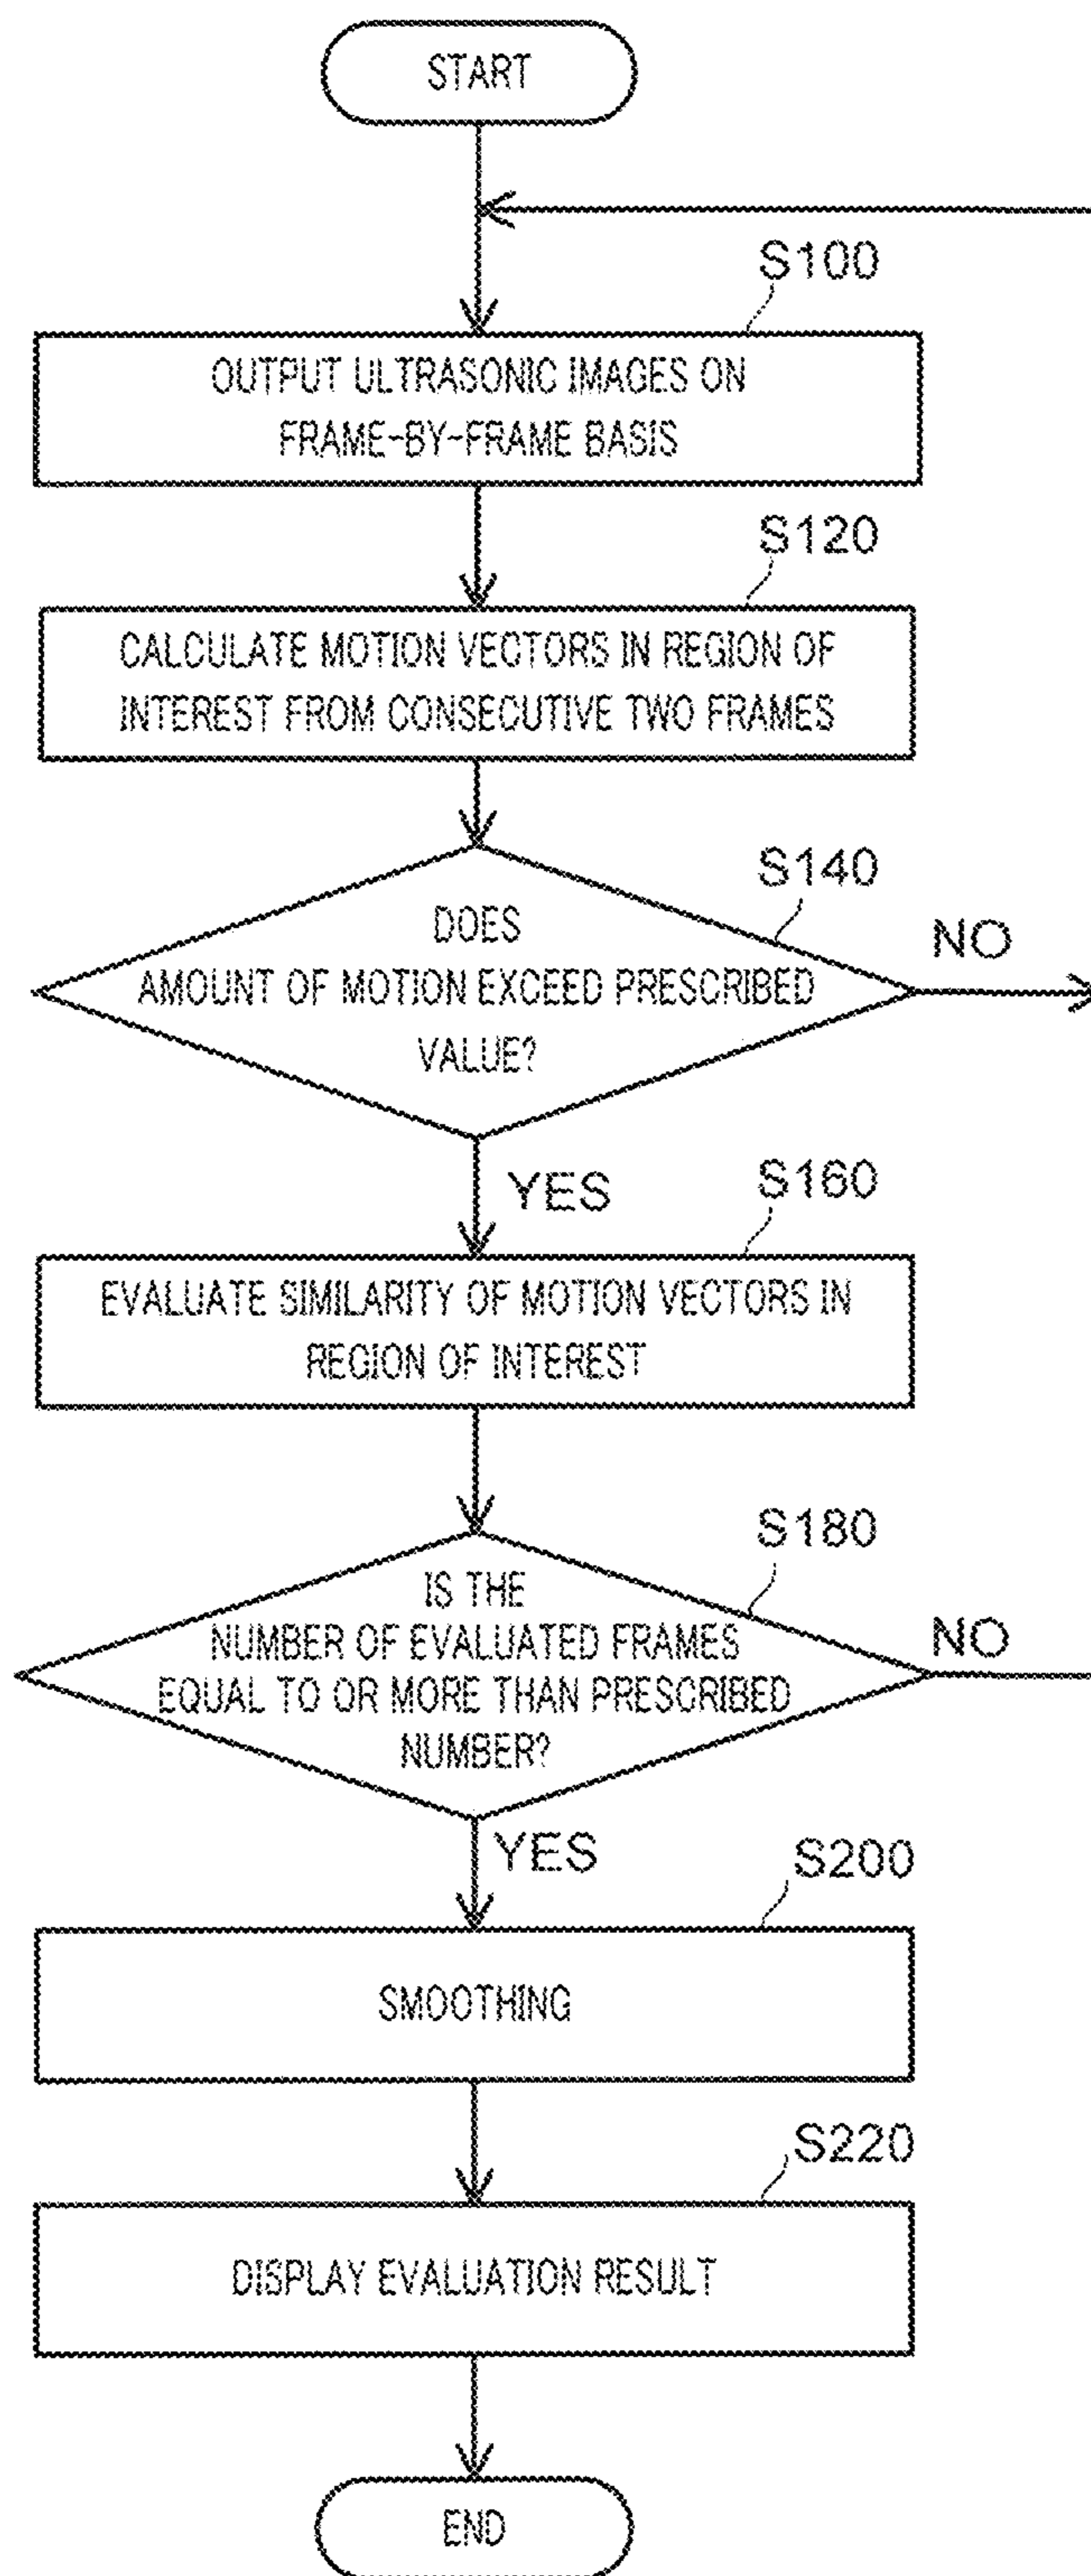 START
S100
OUTPUT ULTRASONIC IMAGES ON
FRAME-BY-FRAME BASIS
S120
CALCULATE MOTION VECTORS IN REGION OF
INTEREST FROM CONSECUTIVE TWO FRAMES
S140
DOES
AMOUNT OF MOTION EXCEED PRESCRIBED
VALUE?
NO
YES
S160
EVALUATE SIMILARITY OF MOTION VECTORS IN
REGION OF INTEREST
S180
IS THE
NUMBER OF EVALUATED FRAMES
EQUAL TO OR MORE THAN PRESCRIBED
NUMBER?
NO
YES
S200
SMOOTHING
S220
DISPLAY EVALUATION RESULT
END